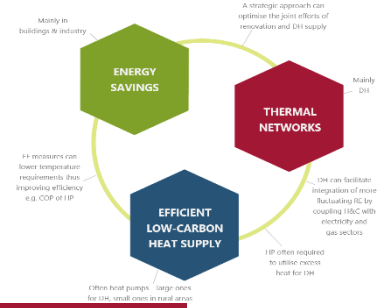 A strategic approach can
optimise the joint efforts of
renovation and DH supply
Mainly in
buildings & industry
ENERGY
SAVINGS
Mainly
DH
THERMAL
NETWORKS
EE measures can
lower temperature
requirements thus
improving efficiency
e.g. COP of HP
DH can facilitate
integration of more
fluctuating RE by
coupling H&C with
electricity and
gas sectors
EFFICIENT
LOW-CARBON
HEAT SUPPLY
HP often required
to utilise excess
heat for DH
Often heat pumps large ones
for DH, small ones in rural areas